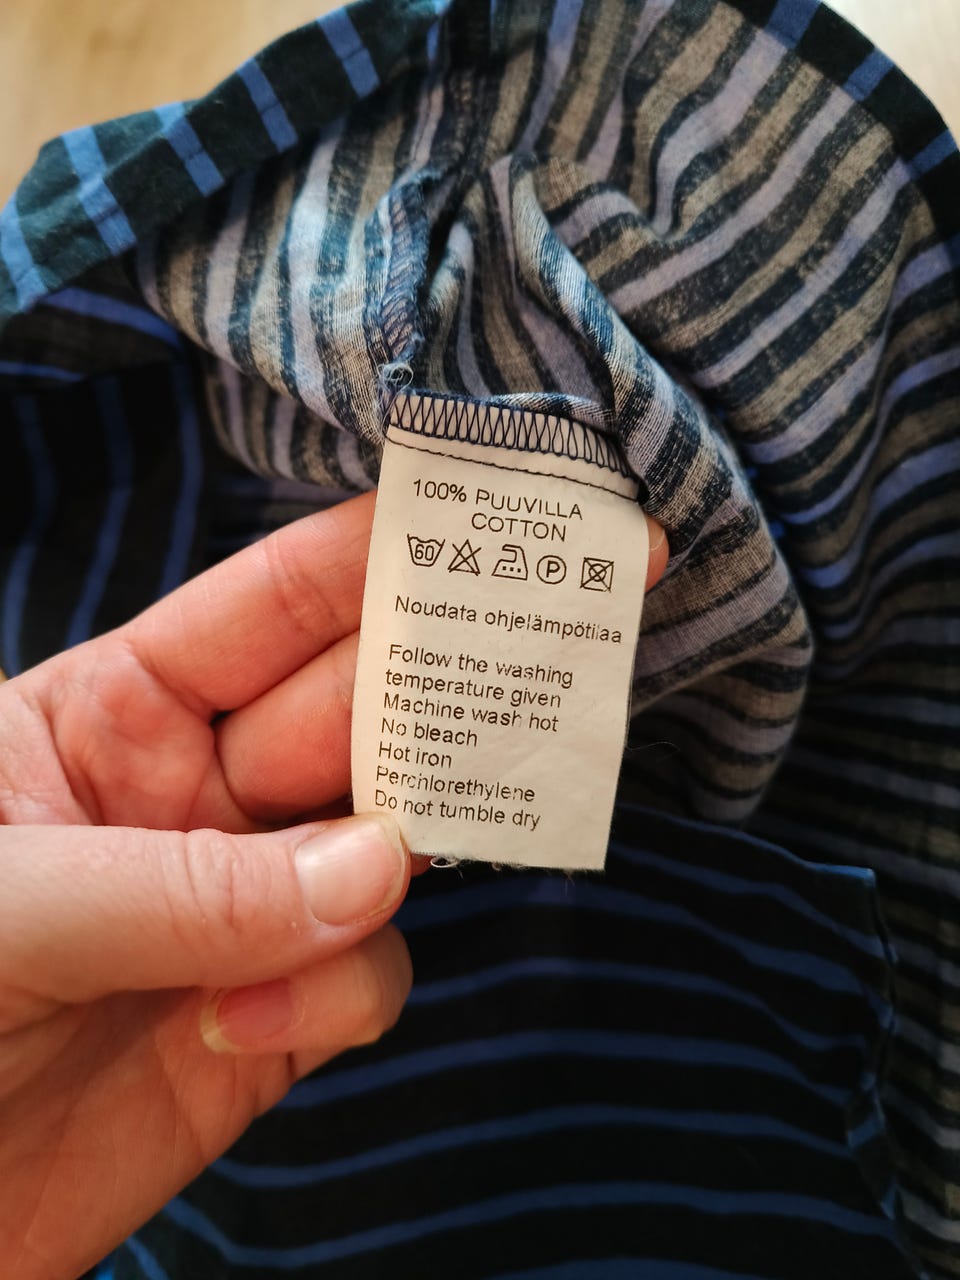 100% PUUVILLA
COTTON
60 P
Noudata ohjelämpötilaa
Follow the washing
temperature given
Machine wash hot
No bleach
Hot iron
Perchlorethylene
Do not tumble dry